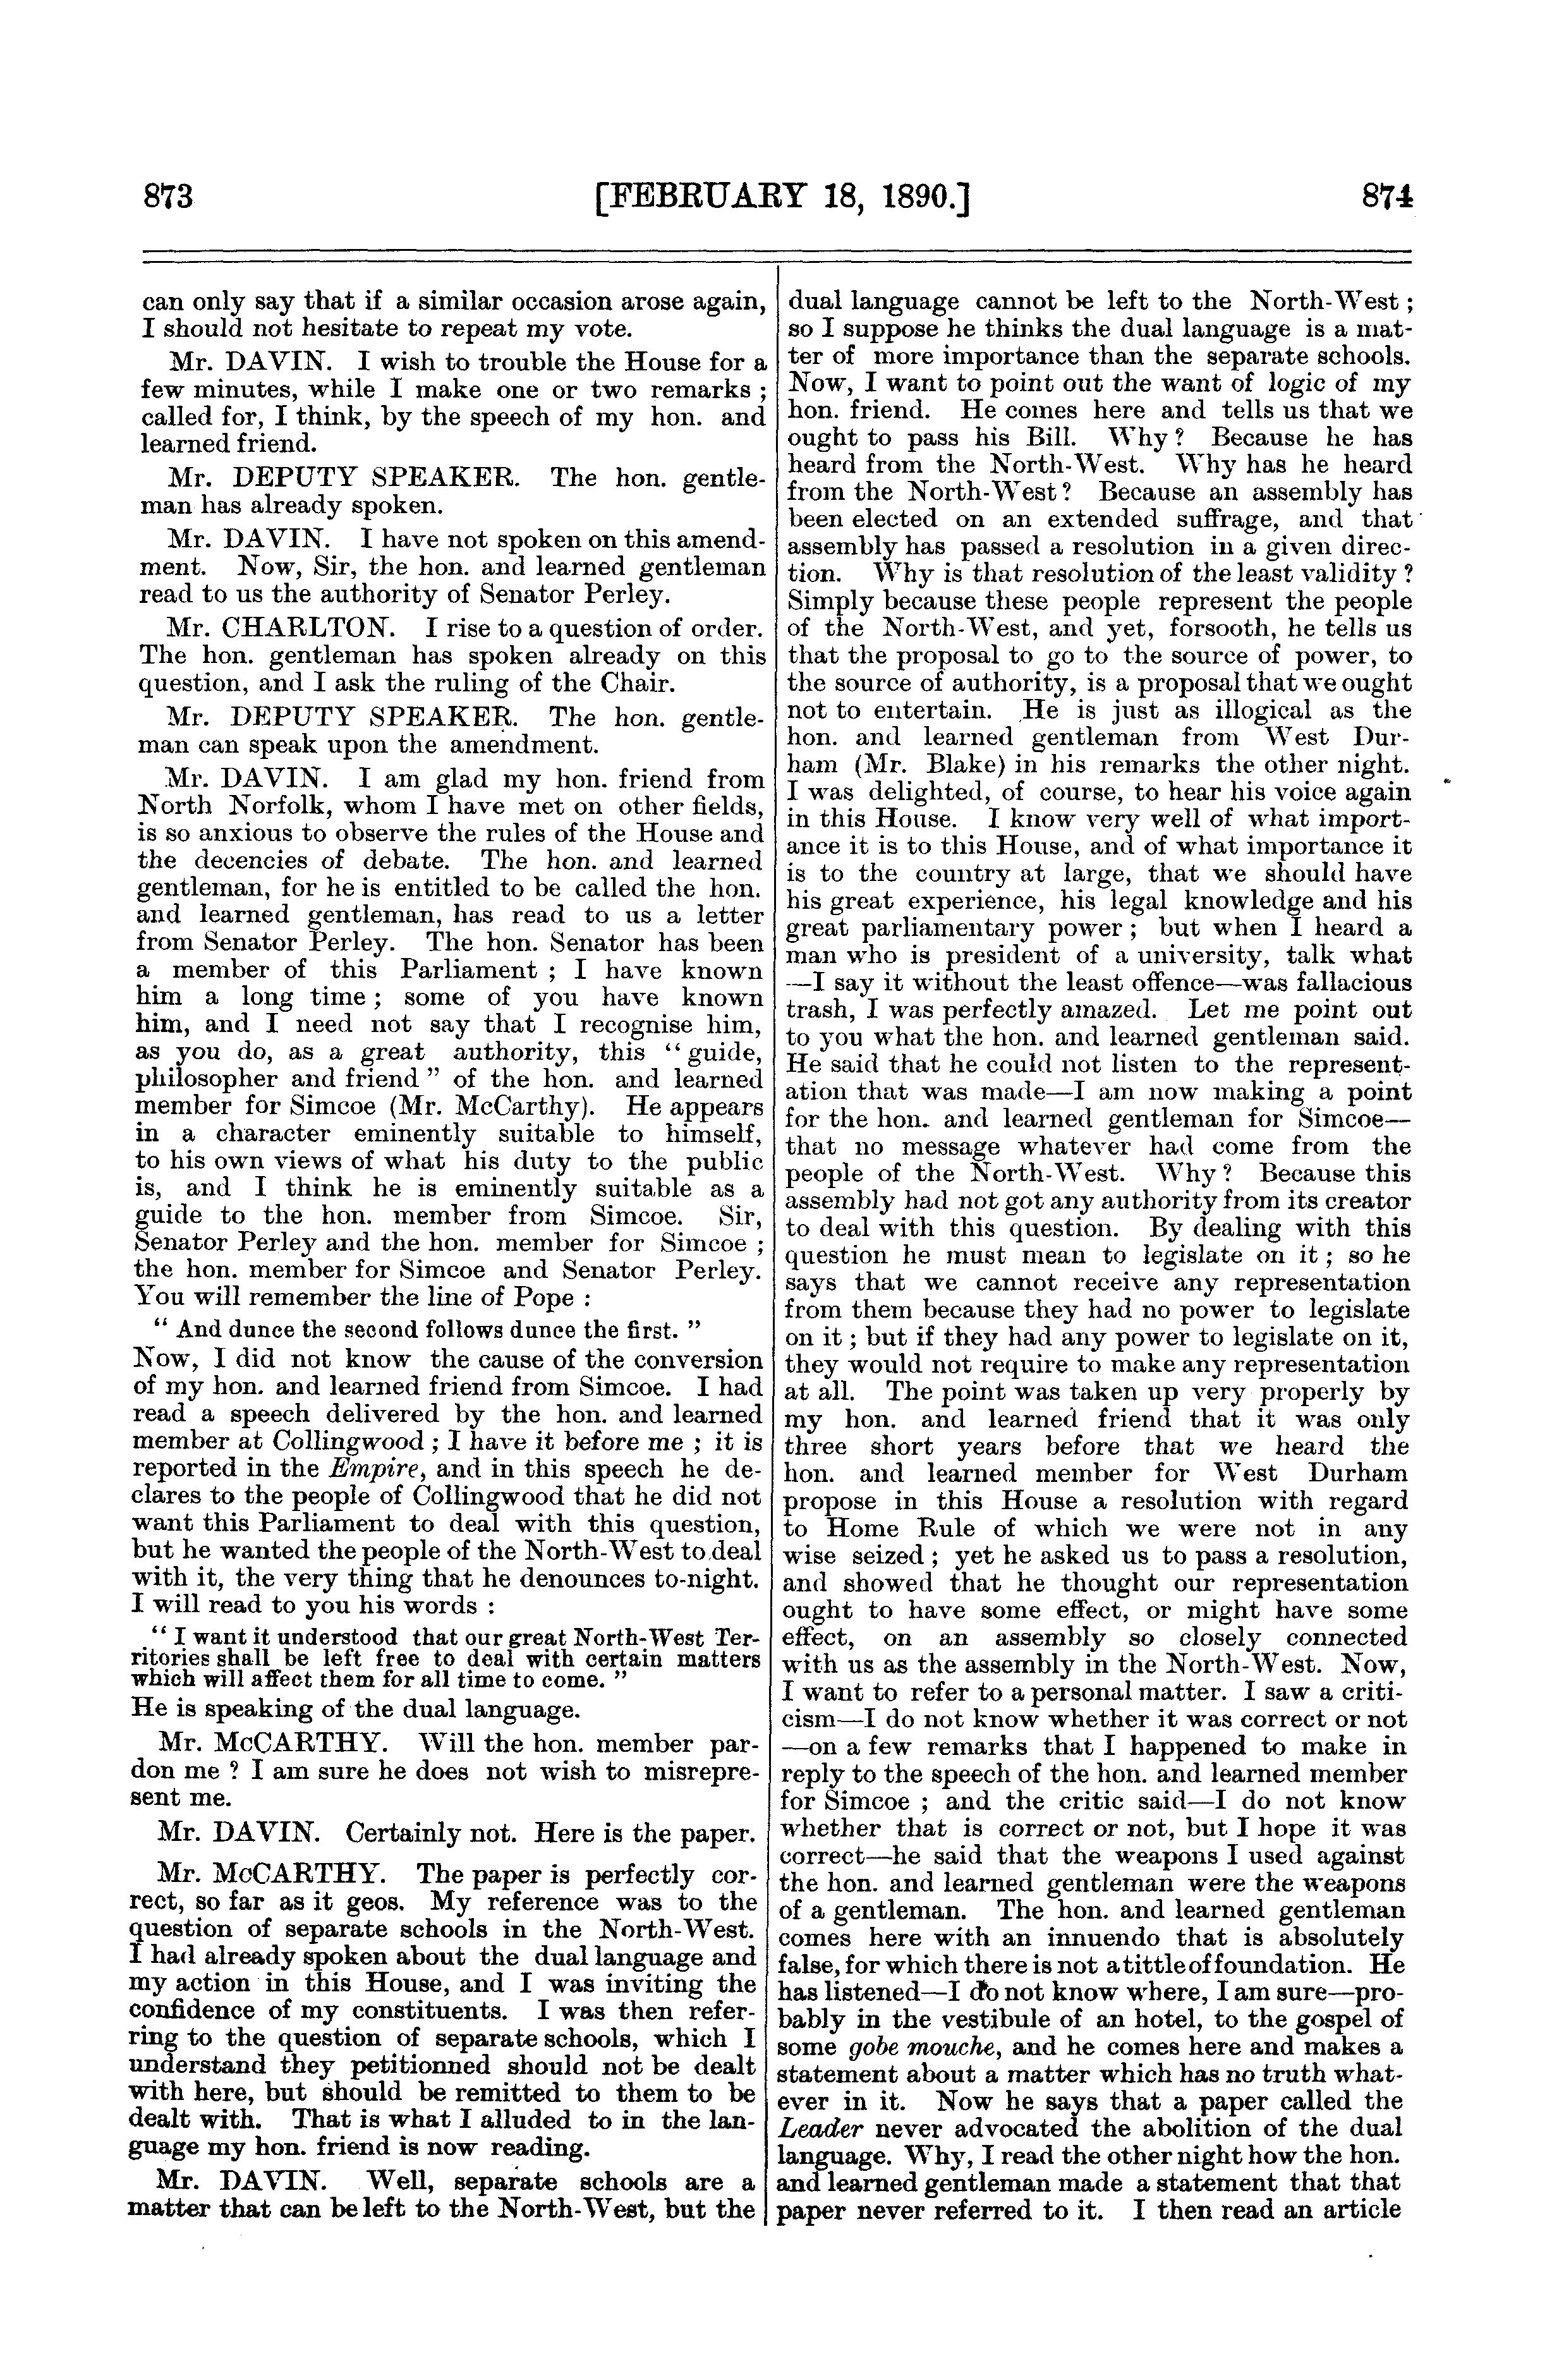 873
[FEBRUARY 18, 1890.]
874
can only say that if a similar occasion arose again,
I should not hesitate to repeat my vote.
Mr. DAVIN. I wish to trouble the House for a
few minutes, while I make one or two remarks ;
called for, I think, by the speech of my hon. and
learned friend.
Mr. DEPUTY SPEAKER. The hon. gentle-
man has already spoken.
Mr. DAVIN. I have not spoken on this amend-
ment. Now, Sir, the hon. and learned gentleman
read to us the authority of Senator Perley.
Mr. CHARLTON. I rise to a question of order.
The hon. gentleman has spoken already on this
question, and I ask the ruling of the Chair.
Mr. DEPUTY SPEAKER. The hon. gentle-
man can speak upon the amendment.
Mr. DAVIN. I am glad my hon. friend from
North Norfolk, whom I have met on other fields,
is so anxious to observe the rules of the House and
the decencies of debate. The hon. and learned
gentleman, for he is entitled to be called the hon.
and learned gentleman, has read to us a letter
from Senator Perley. The hon. Senator has been
a member of this Parliament ; I have known
him a long time ; some of you have known
him, and I need not say that I recognise him,
as you do, as a great authority, this " guide,
philosopher and friend " of the hon. and learned
member for Simcoe (Mr. McCarthy). He appears
in a character eminently suitable to himself,
to his own views of what his duty to the public
is, and I think he is eminently suitable as a
guide to the hon. member from Simcoe. Sir,
Senator Perley and the hon. member for Simcoe ;
the hon. member for Simcoe and Senator Perley.
You will remember the line of Pope :
" And dunce the second follows dunce the first. "
Now, I did not know the cause of the conversion
of my hon. and learned friend from Simcoe. I had
read a speech delivered by the hon. and learned
member at Collingwood ; I have it before me ; it is
reported in the Empire, and in this speech he de-
clares to the people of Collingwood that he did not
want this Parliament to deal with this question,
but he wanted the people of the North-West to deal
with it, the very thing that he denounces to-night.
I will read to you his words :
" I want it understood that our great North-West Ter-
ritories shall be left free to deal with certain matters
which will affect them for all time to come. "
He is speaking of the dual language.
Mr. McCARTHY. Will the hon. member par-
don me ? I am sure he does not wish to misrepre-
sent me.
Mr. DAVIN. Certainly not. Here is the paper.
Mr. McCARTHY. The paper is perfectly cor-
rect, so far as it geos. My reference was to the
question of separate schools in the North-West.
I had already spoken about the dual language and
my action in this House, and I was inviting the
confidence of my constituents. I was then refer-
ring to the question of separate schools, which I
understand they petitionned should not be dealt
with here, but should be remitted to them to be
dealt with. That is what I alluded to in the lan-
guage my hon. friend is now reading.
Mr. DAVIN. Well, separate schools are a
matter that can be left to the North-West, but the
dual language cannot be left to the North-West ;
so I suppose he thinks the dual language is a mat-
ter of more importance than the separate schools.
Now, I want to point out the want of logic of my
hon. friend. He comes here and tells us that we
ought to pass his Bill. Why ? Because he has
heard from the North-West. Why has he heard
from the North-West ? Because an assembly has
been elected on an extended suffrage, and that
assembly has passed a resolution in a given direc-
tion. Why is that resolution of the least validity ?
Simply because these people represent the people
of the North-West, and yet, forsooth, he tells us
that the proposal to go to the source of power, to
the source of authority, is a proposal that we ought
not to entertain. He is just as illogical as the
hon. and learned gentleman from West Dur-
ham (Mr. Blake) in his remarks the other night.
I was delighted, of course, to hear his voice again
in this House. I know very well of what import-
ance it is to this House, and of what importance it
is to the country at large, that we should have
his great experience, his legal knowledge and his
great parliamentary power ; but when I heard a
man who is president of a university, talk what
—I say it without the least offence—was fallacious
trash, I was perfectly amazed. Let me point out
to you what the hon. and learned gentleman said.
He said that he could not listen to the represent-
ation that was made—I am now making a point
for the hon. and learned gentleman for Simcoe—
that no message whatever had come from the
people of the North-West. Why ? Because this
assembly had not got any authority from its creator
to deal with this question. By dealing with this
question he must mean to legislate on it ; so he
says that we cannot receive any representation
from them because they had no power to legislate
on it ; but if they had any power to legislate on it,
they would not require to make any representation
at all. The point was taken up very properly by
my hon. and learned friend that it was only
three short years before that we heard the
hon. and learned member for West Durham
propose in this House a resolution with regard
to Home Rule of which we were not in any
wise seized ; yet he asked us to pass a resolution,
and showed that he thought our representation
ought to have some effect, or might have some
effect, on an assembly so closely connected
with us as the assembly in the North-West. Now,
I want to refer to a personal matter. I saw a criti-
cism—I do not know whether it was correct or not
—on a few remarks that I happened to make in
reply to the speech of the hon. and learned member
for Simcoe ; and the critic said—I do not know
whether that is correct or not, but I hope it was
correct—he said that the weapons I used against
the hon. and learned gentleman were the weapons
of a gentleman. The hon. and learned gentleman
comes here with an innuendo that is absolutely
false, for which there is not a tittle of foundation. He
has listened—I do not know where, I am sure—pro-
bably in the vestibule of an hotel, to the gospel of
some gobe mouche, and he comes here and makes a
statement about a matter which has no truth what-
ever in it. Now he says that a paper called the
Leader never advocated the abolition of the dual
language. Why, I read the other night how the hon.
and learned gentleman made a statement that that
paper never referred to it. I then read an article